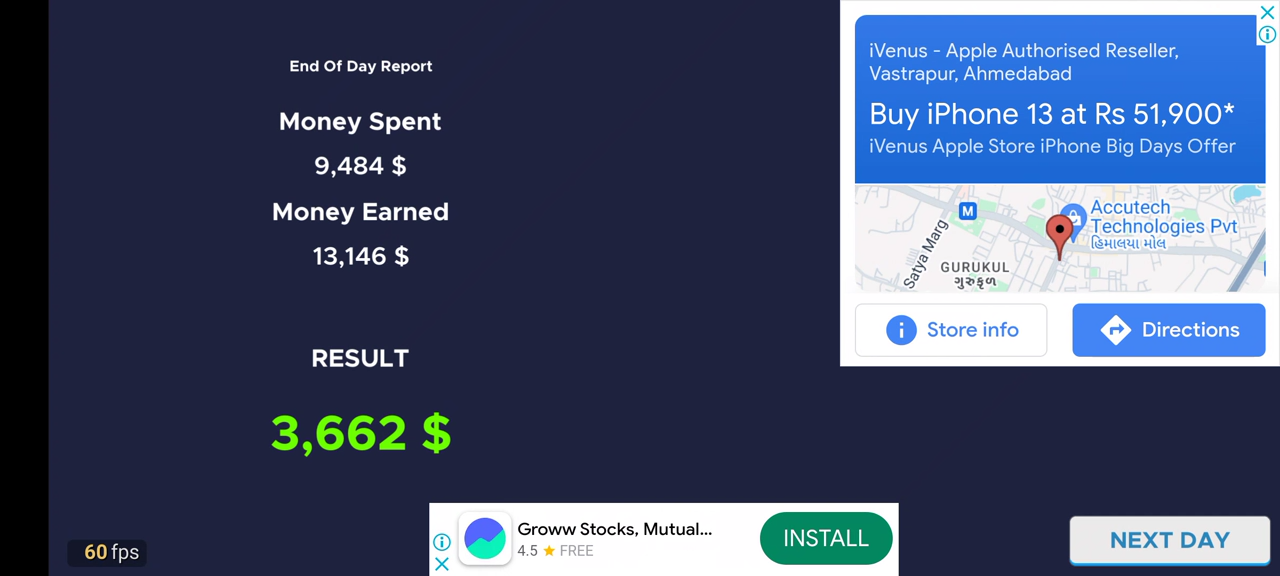 End Of Day Report
Money Spent
9,484 $
Money Earned
13,146 $
RESULT
3,662 $
60 fps
iVenus - Apple Authorised Reseller,
Vastrapur, Ahmedabad
Buy iPhone 13 at Rs 51,900*
iVenus Apple Store iPhone Big Days Offer
M
Satya Marg
GURUKUL
ગુરુકૂળ
Accutech
Technologies Pvt
હિમાલયા મોલ
Store info
Directions
Groww Stocks, Mutual...
4.5 ★ FREE
INSTALL
NEXT DAY